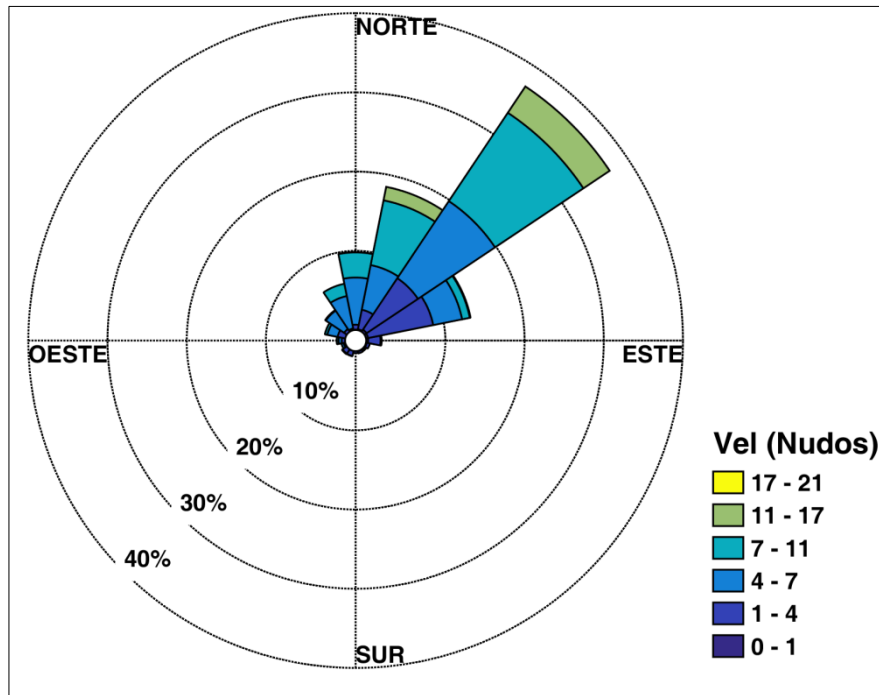 NORTE
OESTE
ESTE
10%
20%
30%
40%
SUR
Vel (Nudos)
17 - 21
11 - 17
7 - 11
4 - 7
1 - 4
0 - 1